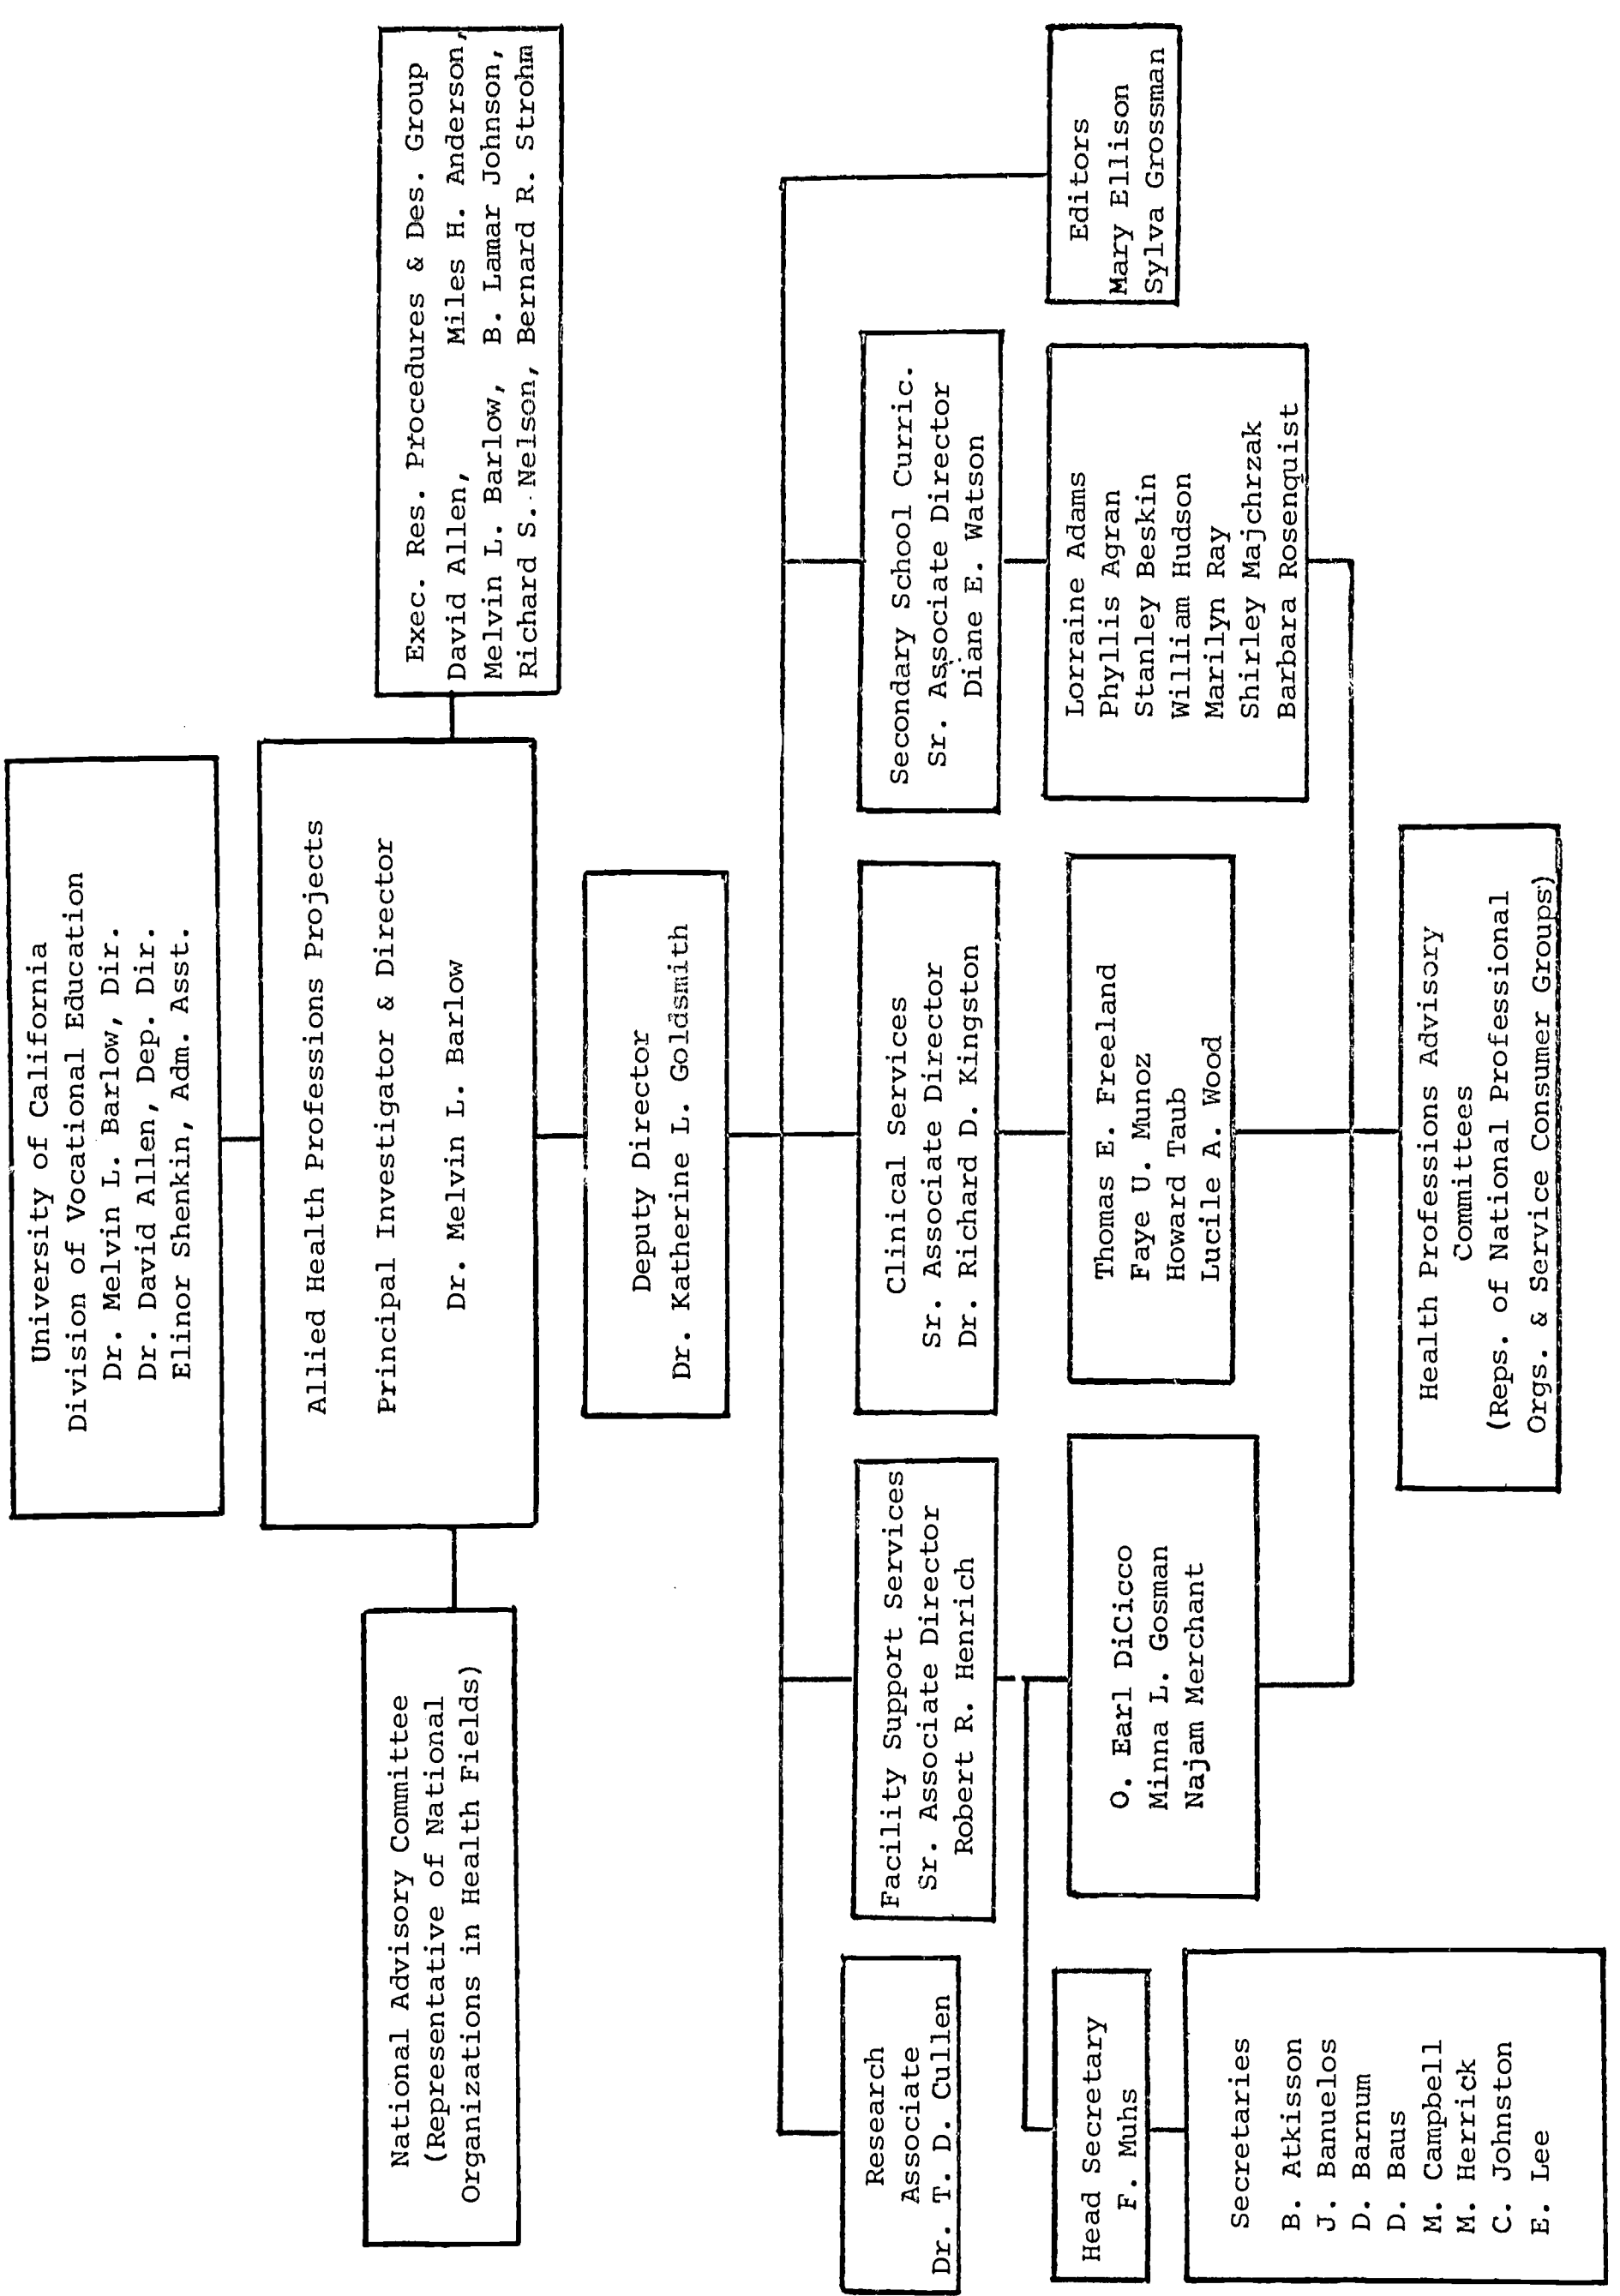 University of California
Division of Vocational Education
Dr. Melvin L. Barlow, Dir.
Dr. David Allen, Dep. Dir.
Elinor Shenkin, Adm. Asst.
National Advisory Committee
(Representative of National
Organizations in Health Fields)
Allied Health Professions Projects
Principal Investigator & Director
Dr. Melvin L. Barlow
Exec. Res. Procedures & Des. Group
David Allen, Miles H. Anderson,
Melvin L. Barlow, B. Lamar Johnson,
Richard S. Nelson, Bernard R. Strohm
Deputy Director
Dr. Katherine L. Goldsmith
Research
Associate
Dr. T. D. Cullen
Facility Support Services
Sr. Associate Director
Robert R. Henrich
Clinical Services
Sr. Associate Director
Dr. Richard D. Kingston
Secondary School Curric.
Sr. Associate Director
Diane E. Watson
Editors
Mary Ellison
Sylva Grossman
Head Secretary
F. Muhs
O. Earl DiCicco
Minna L. Gosman
Najam Merchant
Thomas E. Freeland
Faye U. Munoz
Howard Taub
Lucile A. Wood
Lorraine Adams
Phyllis Agran
Stanley Beskin
William Hudson
Marilyn Ray
Shirley Majchrzak
Barbara Rosenquist
Secretaries
B. Atkisson
J. Banuelos
D. Barnum
D. Baus
M. Campbell
M. Herrick
C. Johnston
E. Lee
Health Professions Advisory
Committees
(Reps. of National Professional
Orgs. & Service Consumer Groups)